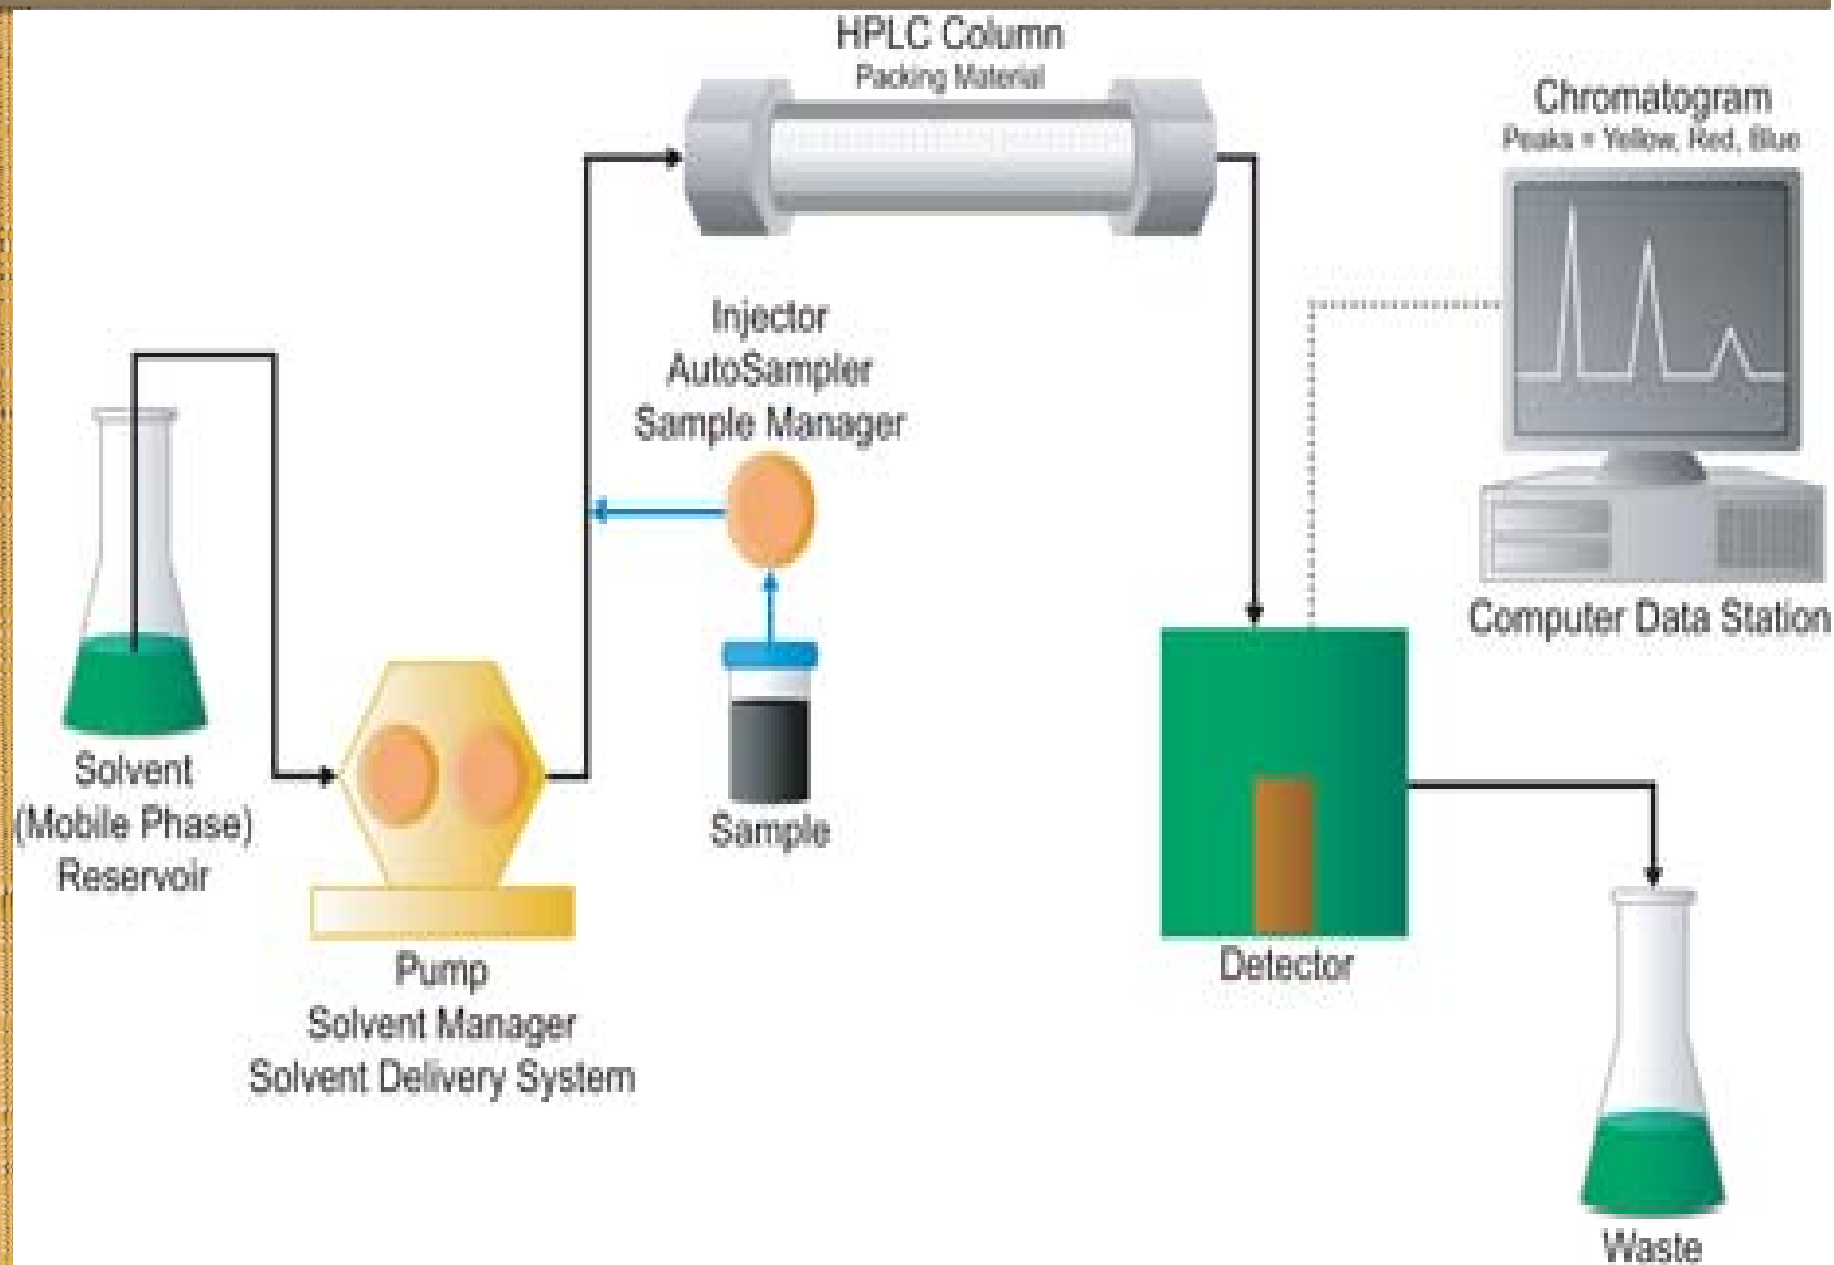 HPLC Column
Packing Material
Chromatogram
Peaks = Yellow, Red, Blue
Injector
AutoSampler
Sample Manager
Computer Data Station
Solvent
(Mobile Phase)
Reservoir
Sample
Pump
Solvent Manager
Solvent Delivery System
Detector
Waste